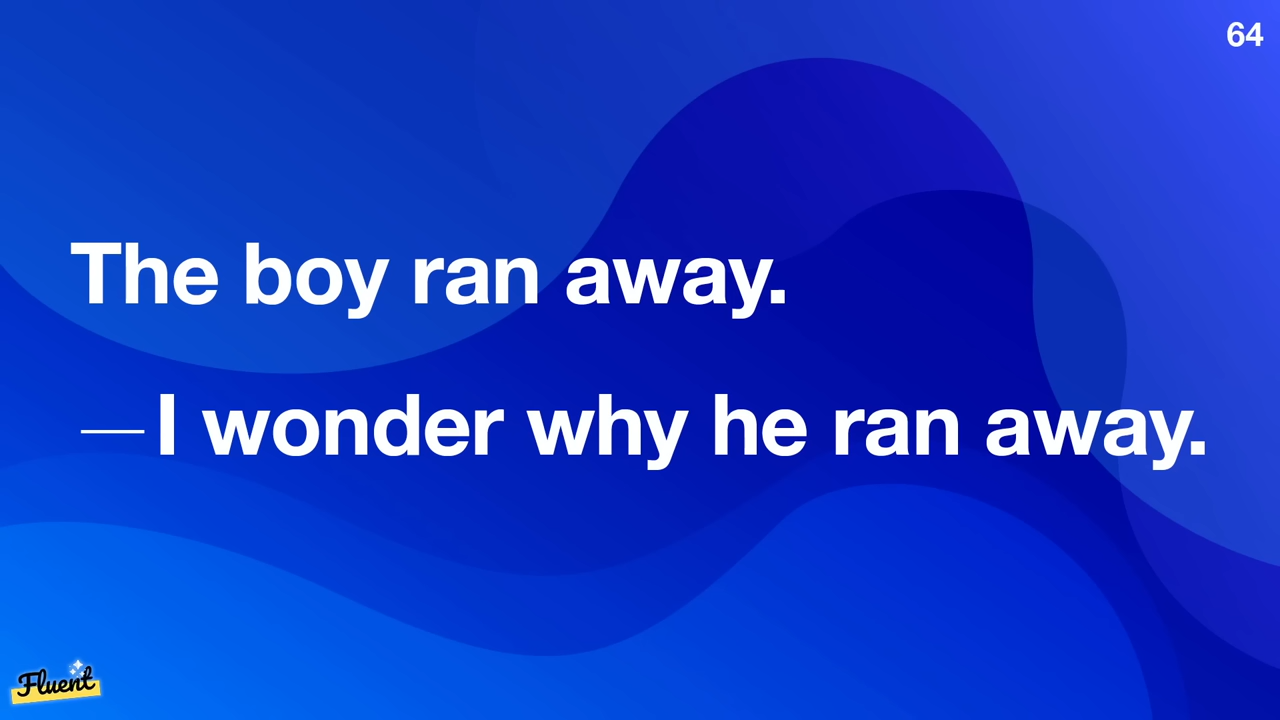 64
The boy ran away.
—I wonder why he ran away.
Fluent